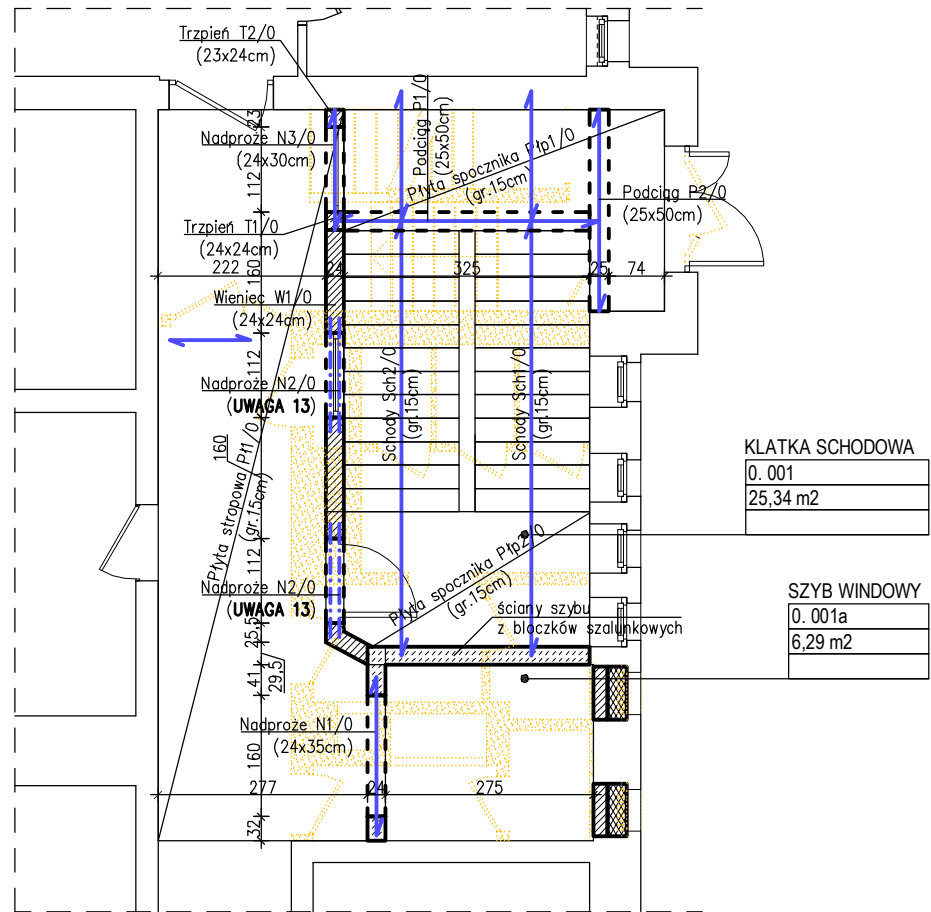 Trzpień T2/0
(23x24cm)
23
Nadproże N3/0
(24x30cm)
112
Podciąg P1/0
(25x50cm)
Płyta spocznika Płp1/0
(gr.15cm)
Podciąg P2/0
(25x50cm)
Trzpień T1/0
(24x24cm)
222
24
325
25
74
160
Wieniec W1/0
(24x24cm)
112
Nadproże N2/0
(UWAGA 13)
Schody Sch2/0
(gr.15cm)
Schody Sch1/0
(gr.15cm)
160
Płyta stropowa Pł1/0
(gr.15cm)
KLATKA SCHODOWA
0. 001
25,34 m2
112
Nadproże N2/0
(UWAGA 13)
Płyta spocznika Płp2/0
(gr.15cm)
SZYB WINDOWY
0. 001a
6,29 m2
ściany szybu
z bloczków szalunkowych
25,5
29,5
41
Nadproże N1/0
(24x35cm)
160
277
24
275
32